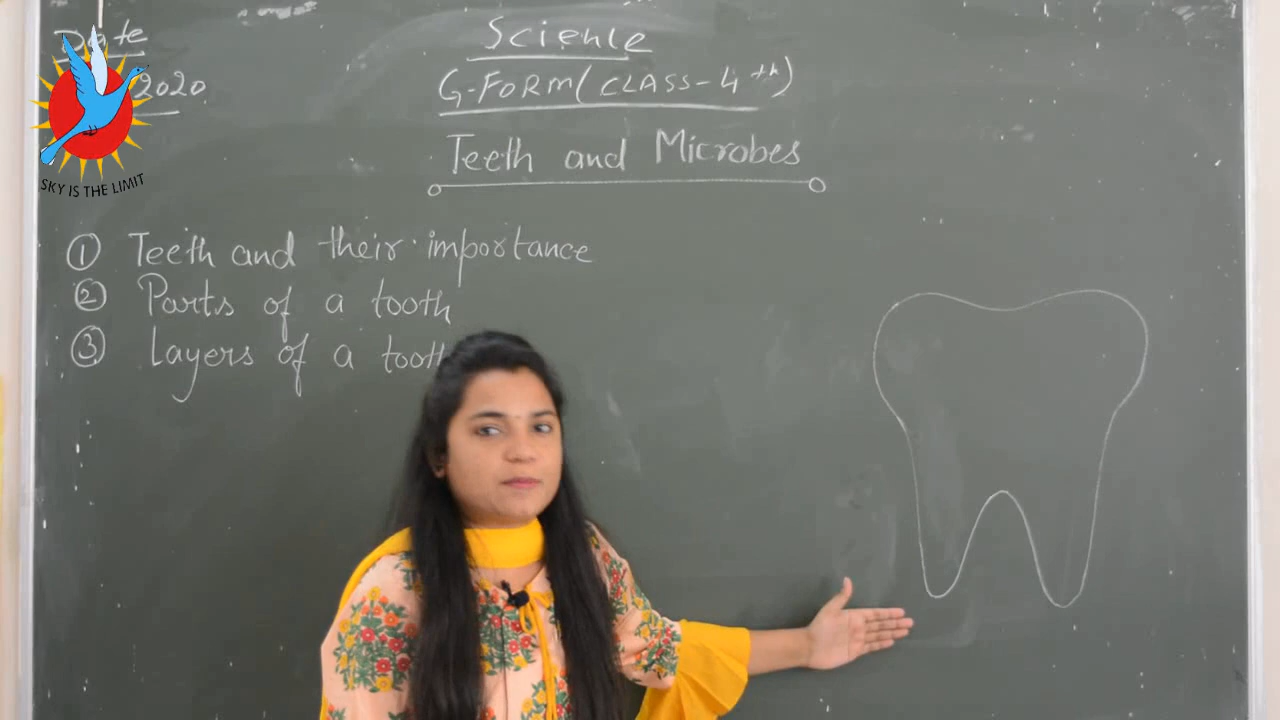 Date
2020
SKY IS THE LIMIT
Science
G-FORM(CLASS-4th)
Teeth and Microbes
① Teeth and their importance
② Parts of a tooth
③ Layers of a tooth